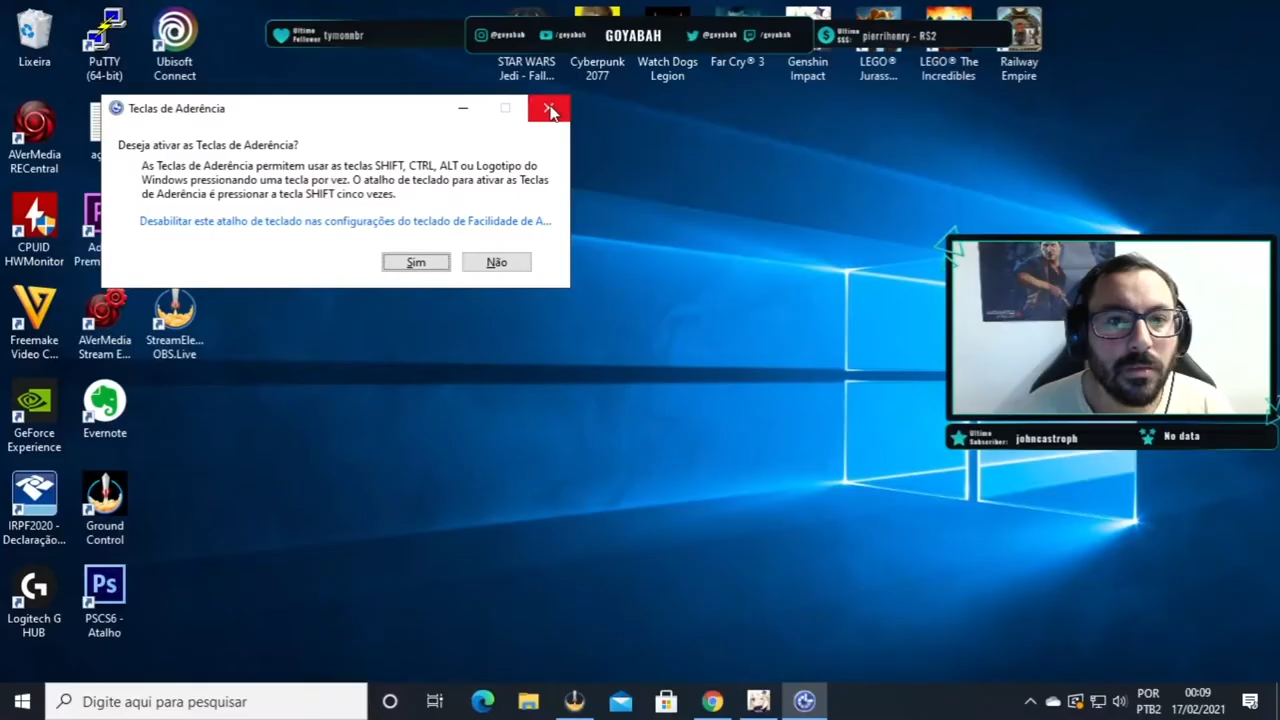 Último
Follower
tymonnbr
@goyabah
/goyabah
GOYABAH
@goyabah
/goyabah
Último
$$$:
pierrihenry - RS2
Lixeira
PuTTY
(64-bit)
Ubisoft
Connect
STAR WARS
Jedi - Fall...
Cyberpunk
2077
Watch Dogs
Legion
Far Cry® 3
Genshin
Impact
LEGO®
Jurass...
LEGO® The
Incredibles
Railway
Empire
Teclas de Aderência
Deseja ativar as Teclas de Aderência?
As Teclas de Aderência permitem usar as teclas SHIFT, CTRL, ALT ou Logotipo do
Windows pressionando uma tecla por vez. O atalho de teclado para ativar as Teclas
de Aderência é pressionar a tecla SHIFT cinco vezes.
Desabilitar este atalho de teclado nas configurações do teclado de Facilidade de A...
Sim
Não
AVerMedia
RECentral
CPUID
HWMonitor
Freemake
Video C...
AVerMedia
Stream E...
StreamEle...
OBS.Live
GeForce
Experience
Evernote
IRPF2020 -
Declaração...
Ground
Control
Logitech G
HUB
Ps
PSCS6 -
Atalho
Último
Subscriber:
johncastroph
No data
Digite aqui para pesquisar
POR
PTB2
00:09
17/02/2021